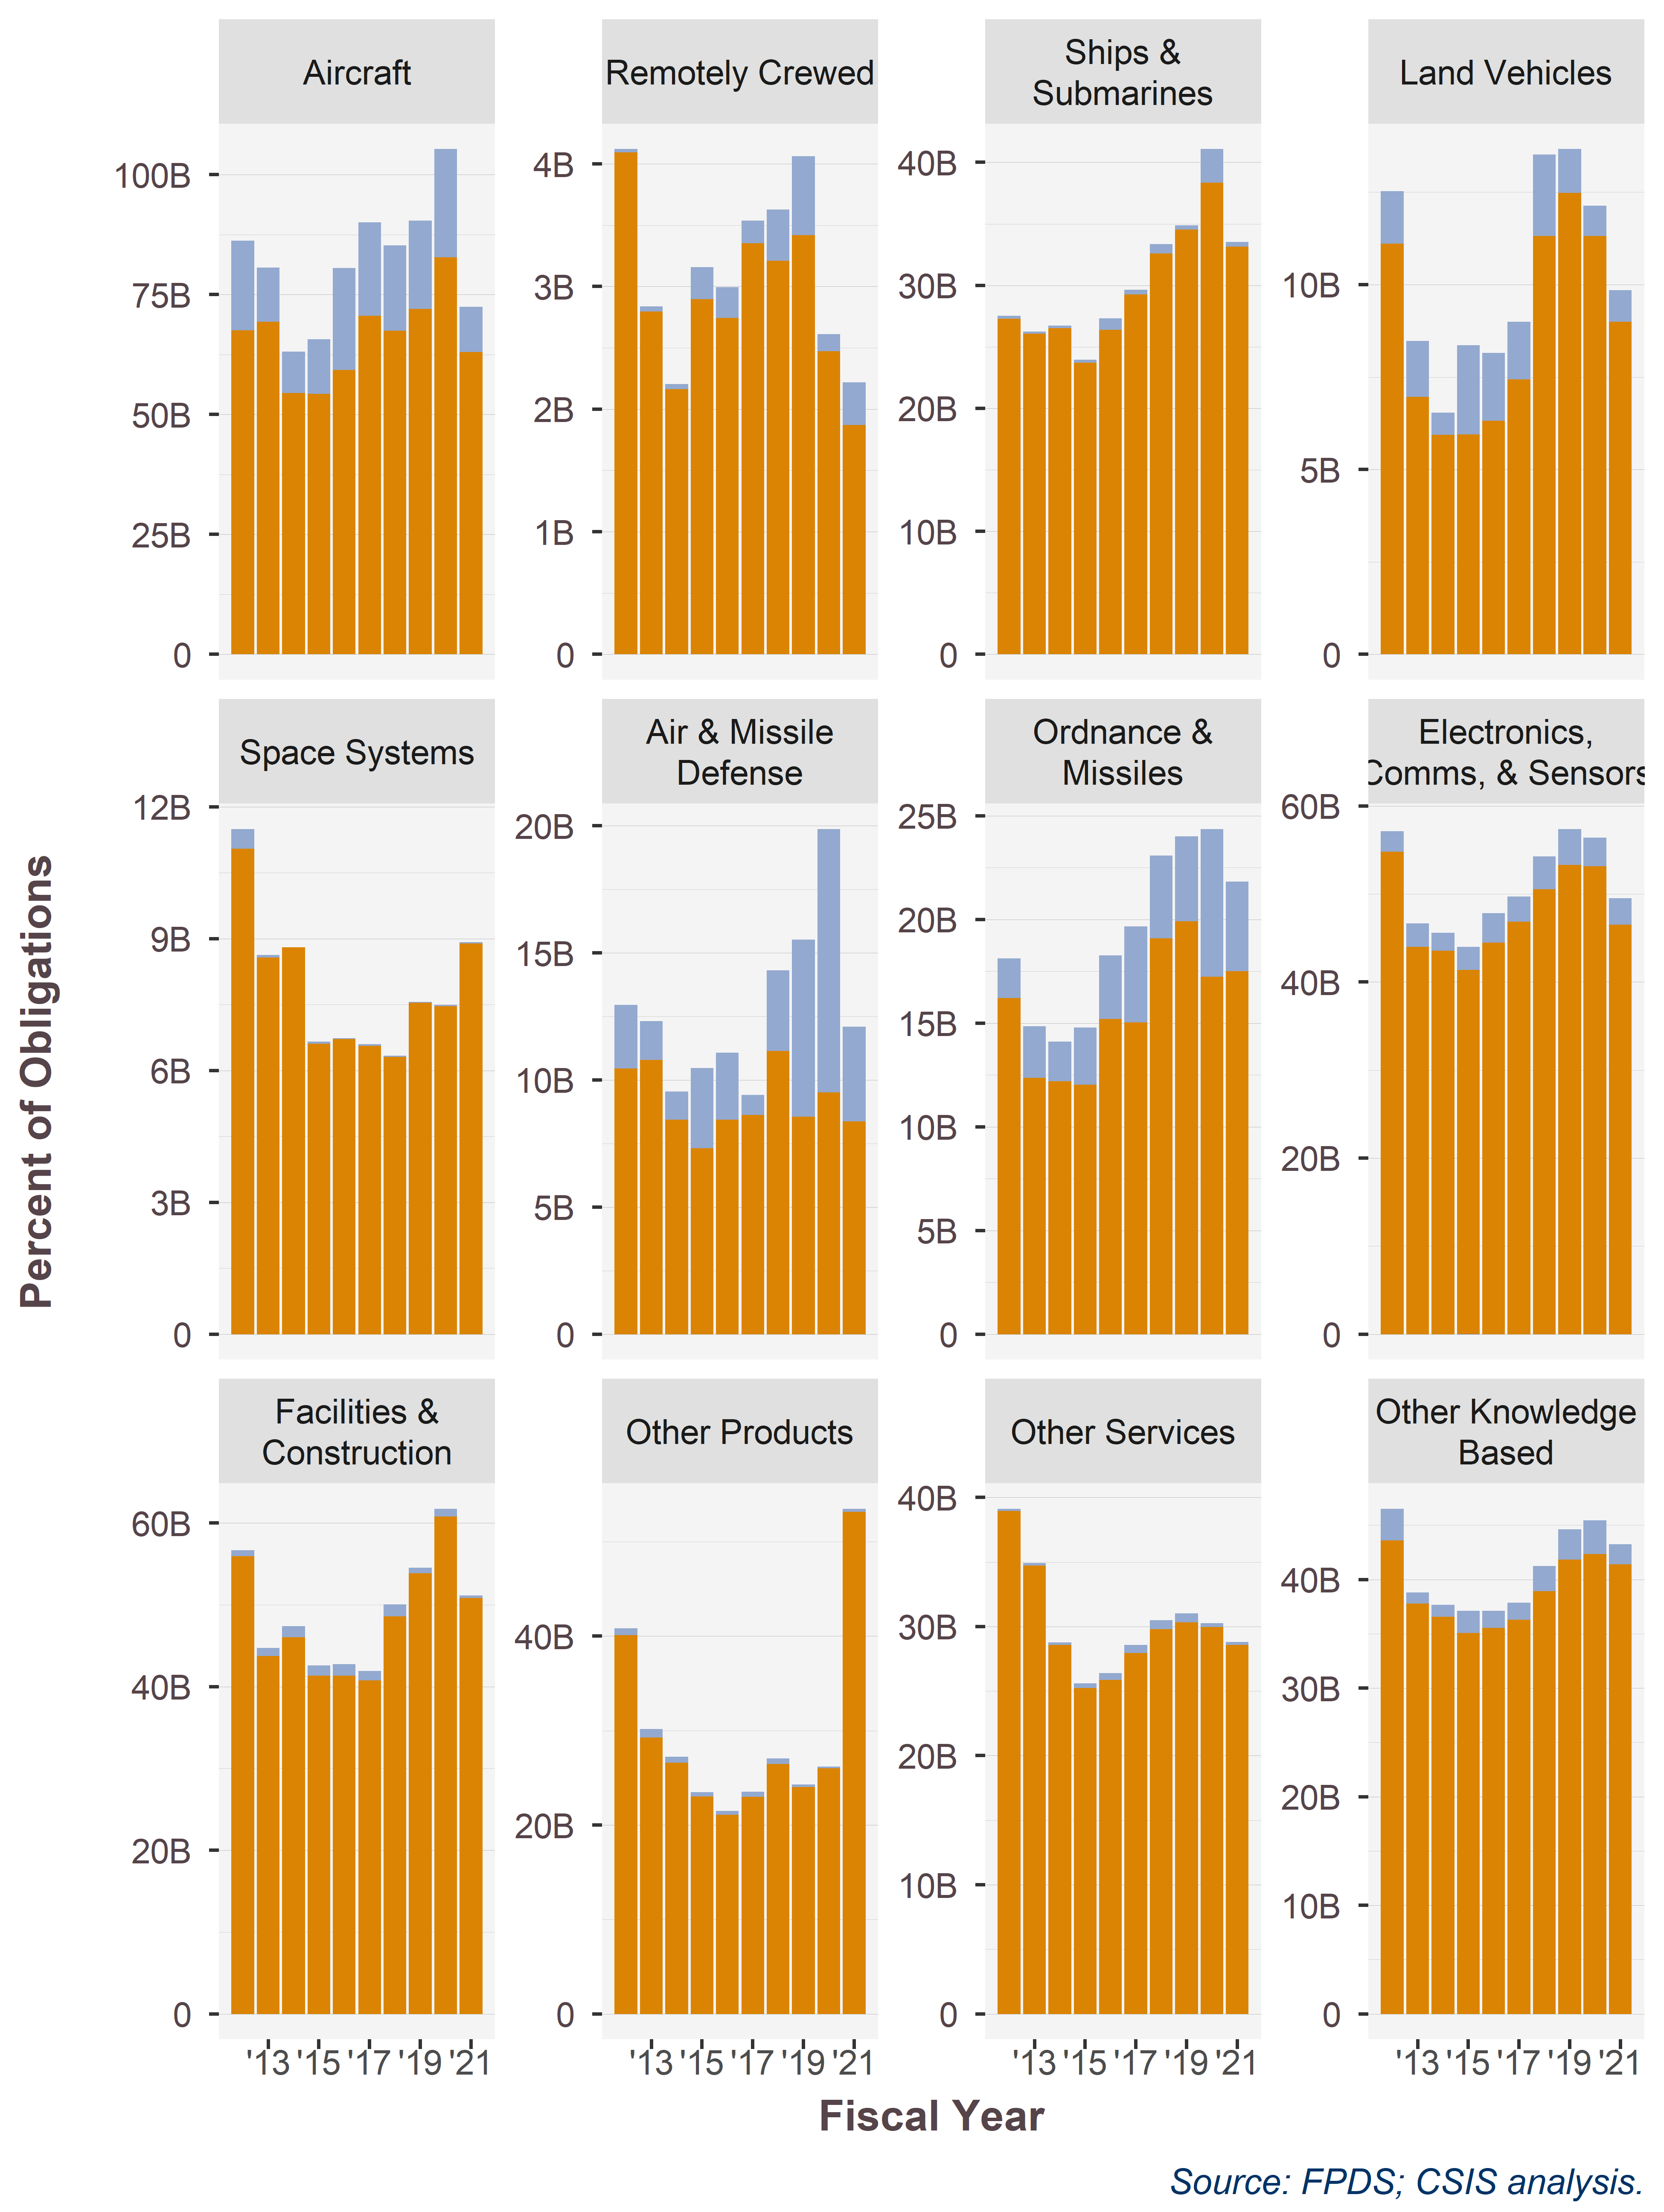 Aircraft
Remotely Crewed
Ships &
Submarines
Land Vehicles
100B
75B
50B
25B
0
4B
3B
2B
1B
0
40B
30B
20B
10B
0
10B
5B
0
Space Systems
Air & Missile
Defense
Ordnance &
Missiles
Electronics,
Comms, & Sensors
12B
9B
6B
3B
0
20B
15B
10B
5B
0
25B
20B
15B
10B
5B
0
60B
40B
20B
0
Facilities &
Construction
Other Products
Other Services
Other Knowledge
Based
60B
40B
20B
0
40B
20B
0
40B
30B
20B
10B
0
40B
30B
20B
10B
0
'13 '15 '17 '19 '21
'13 '15 '17 '19 '21
'13 '15 '17 '19 '21
'13 '15 '17 '19 '21
Percent of Obligations
Fiscal Year
Source: FPDS; CSIS analysis.